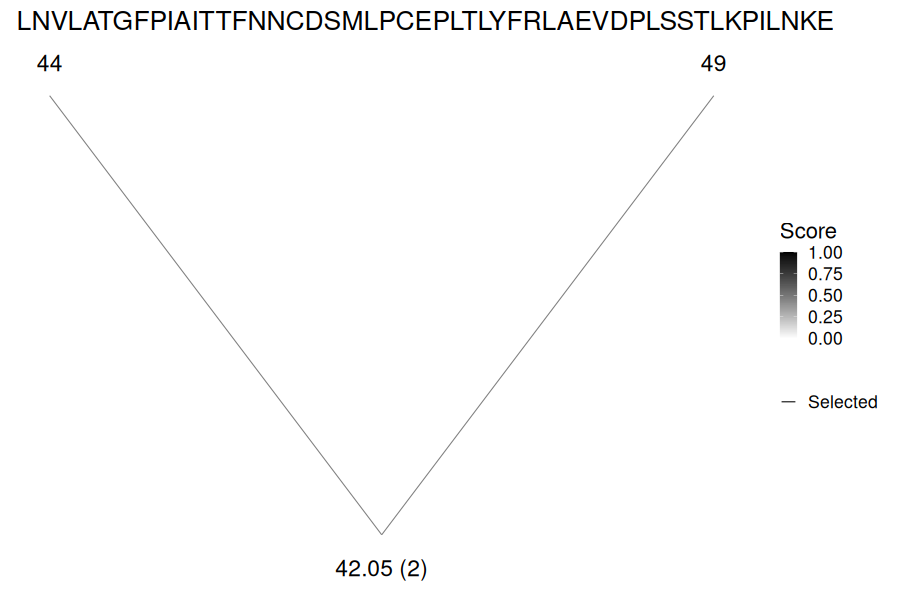 LNVLATGFPIAITTFNNCDSMLPCEPLTLYFRLAEVDPLSSTLKPILNKE
44
49
Score
1.00
0.75
0.50
0.25
0.00
Selected
42.05 (2)